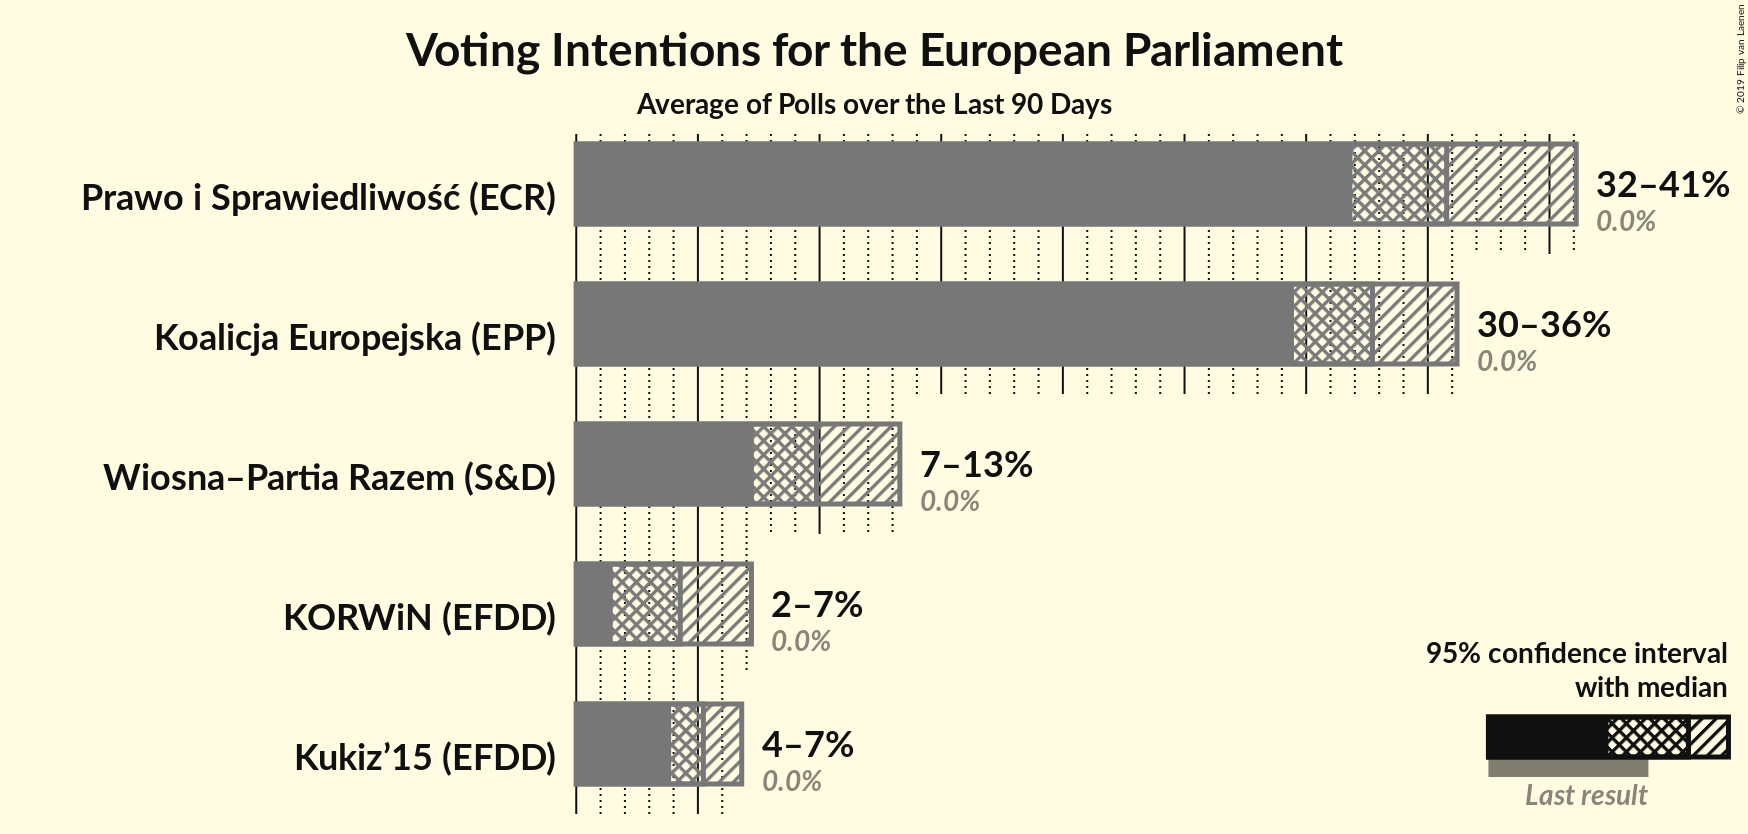 Voting Intentions for the European Parliament
Average of Polls over the Last 90 Days
© 2019 Filip van Laenen
Prawo i Sprawiedliwość (ECR)
32–41%
0.0%
Koalicja Europejska (EPP)
30–36%
0.0%
Wiosna–Partia Razem (S&D)
7–13%
0.0%
KORWiN (EFDD)
2–7%
0.0%
Kukiz’15 (EFDD)
4–7%
0.0%
95% confidence interval
with median
Last result